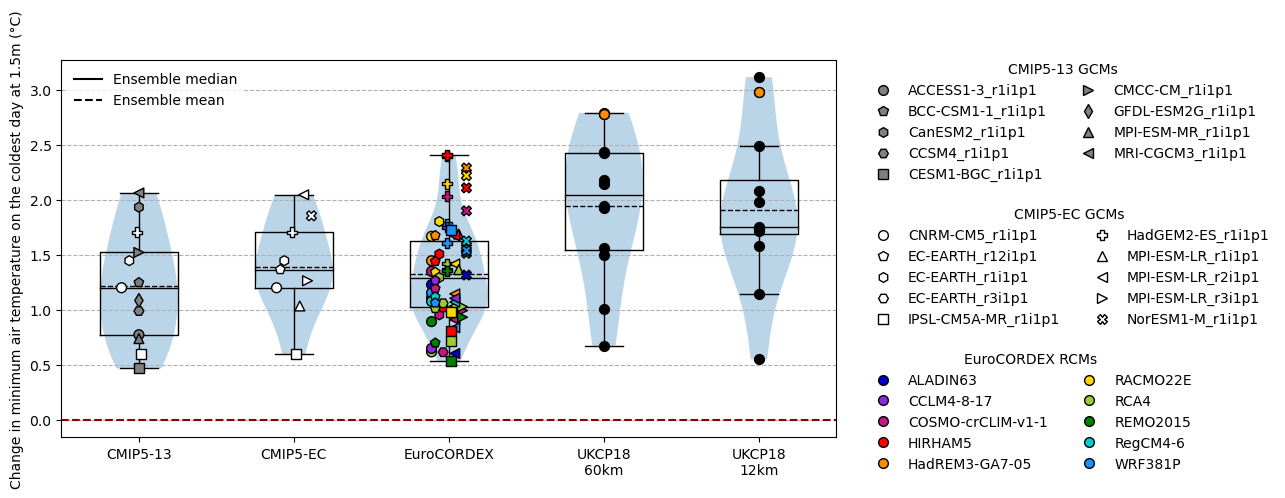 Change in minimum air temperature on the coldest day at 1.5m (°C)
3.0
2.5
2.0
1.5
1.0
0.5
0.0
Ensemble median
Ensemble mean
CMIP5-13
CMIP5-EC
EuroCORDEX
UKCP18
60km
UKCP18
12km
CMIP5-13 GCMs
ACCESS1-3_r1i1p1
BCC-CSM1-1_r1i1p1
CanESM2_r1i1p1
CCSM4_r1i1p1
CESM1-BGC_r1i1p1
CMCC-CM_r1i1p1
GFDL-ESM2G_r1i1p1
MPI-ESM-MR_r1i1p1
MRI-CGCM3_r1i1p1
CMIP5-EC GCMs
CNRM-CM5_r1i1p1
EC-EARTH_r12i1p1
EC-EARTH_r1i1p1
EC-EARTH_r3i1p1
IPSL-CM5A-MR_r1i1p1
HadGEM2-ES_r1i1p1
MPI-ESM-LR_r1i1p1
MPI-ESM-LR_r2i1p1
MPI-ESM-LR_r3i1p1
NorESM1-M_r1i1p1
EuroCORDEX RCMs
ALADIN63
CCLM4-8-17
COSMO-crCLIM-v1-1
HIRHAM5
HadREM3-GA7-05
RACMO22E
RCA4
REMO2015
RegCM4-6
WRF381P